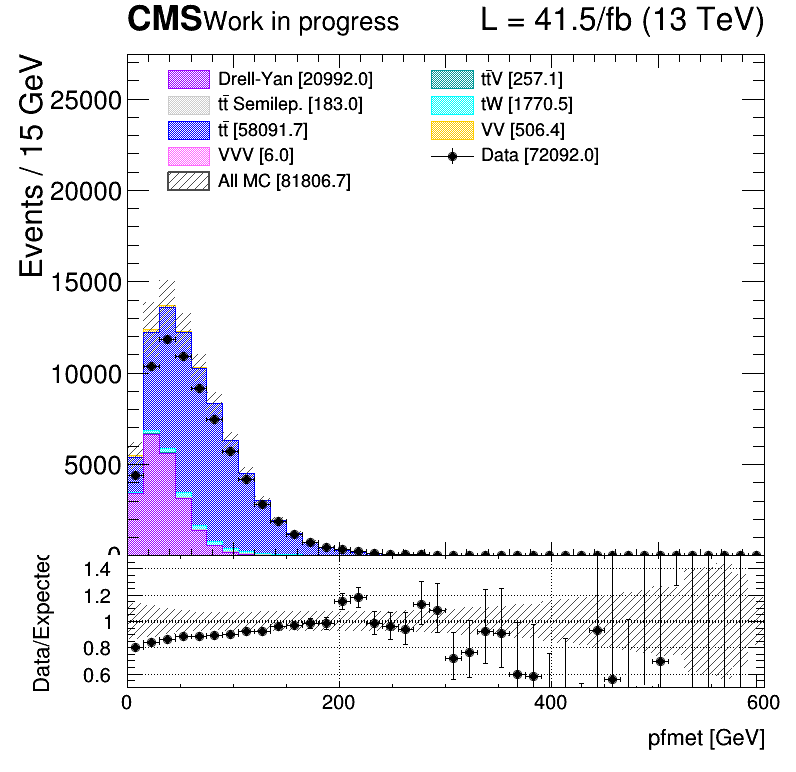 CMS Work in progress L = 41.5/fb (13 TeV)
Events / 15 GeV
Drell-Yan [20992.0] tt̄V [257.1]
tt̄ Semilep. [183.0] tW [1770.5]
tt̄ [58091.7] VV [506.4]
VVV [6.0] Data [72092.0]
All MC [81806.7]
25000
20000
15000
10000
5000
0
Data/Expected
1.4
1.2
1
0.8
0.6
0 200 400 600
pfmet [GeV]